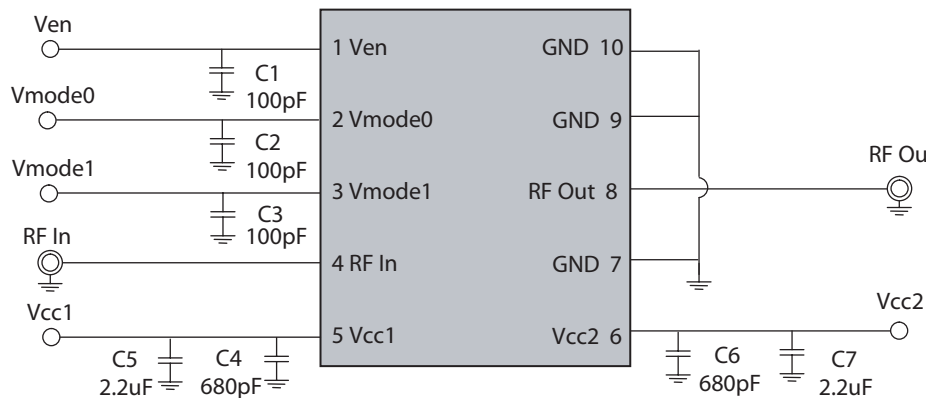 Ven
1 Ven
GND 10
C1
100pF
Vmode0
2 Vmode0
GND 9
C2
100pF
Vmode1
3 Vmode1
RF Out 8
RF Ou
C3
100pF
RF In
4 RF In
GND 7
Vcc1
5 Vcc1
Vcc2 6
Vcc2
C5
2.2uF
C4
680pF
C6
680pF
C7
2.2uF